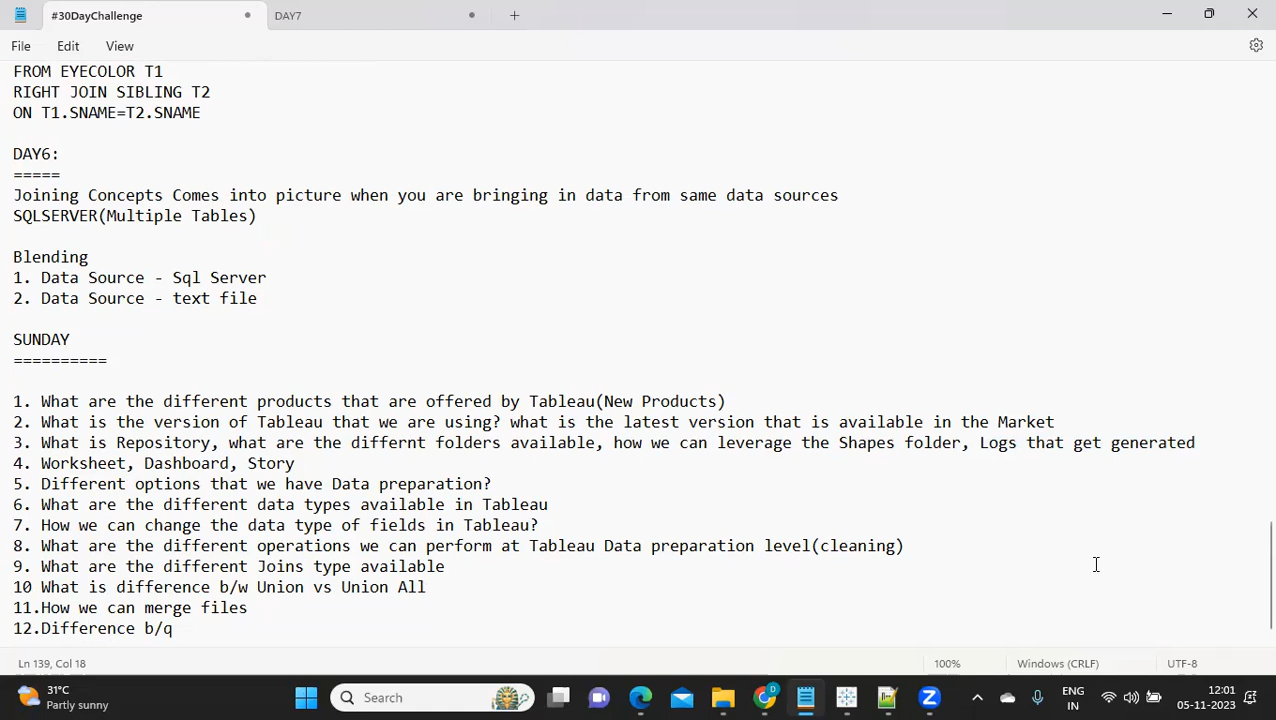 #30DayChallenge
DAY7
File Edit View
FROM EYECOLOR T1
RIGHT JOIN SIBLING T2
ON T1.SNAME=T2.SNAME
DAY6:
=====
Joining Concepts Comes into picture when you are bringing in data from same data sources
SQLSERVER(Multiple Tables)
Blending
1. Data Source - Sql Server
2. Data Source - text file
SUNDAY
==========
1. What are the different products that are offered by Tableau(New Products)
2. What is the version of Tableau that we are using? what is the latest version that is available in the Market
3. What is Repository, what are the differnt folders available, how we can leverage the Shapes folder, Logs that get generated
4. Worksheet, Dashboard, Story
5. Different options that we have Data preparation?
6. What are the different data types available in Tableau
7. How we can change the data type of fields in Tableau?
8. What are the different operations we can perform at Tableau Data preparation level(cleaning)
9. What are the different Joins type available
10 What is difference b/w Union vs Union All
11.How we can merge files
12.Difference b/q
Ln 139, Col 18
100%
Windows (CRLF)
UTF-8
31°C
Partly sunny
Search
ENG
IN
12:01
05-11-2023